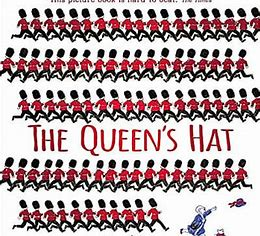 This picture book is hard to beat. The Times
THE QUEEN'S HAT